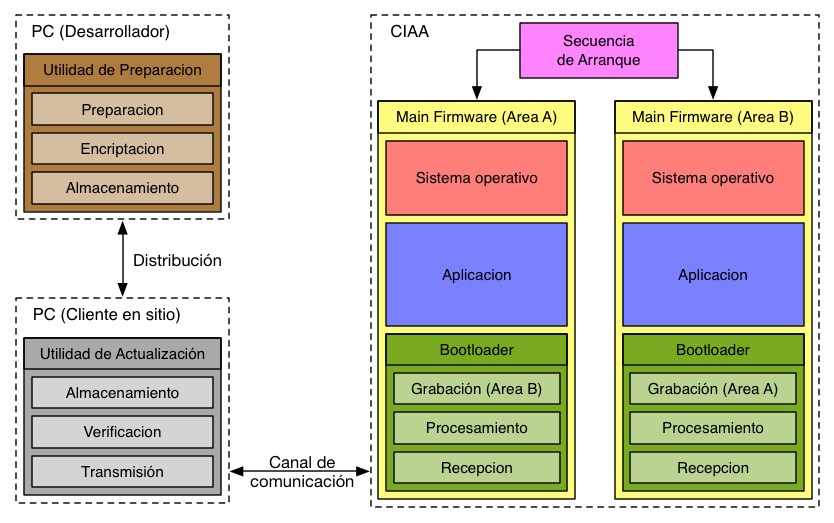 PC (Desarrollador)
Utilidad de Preparacion
Preparacion
Encriptacion
Almacenamiento
Distribución
PC (Cliente en sitio)
Utilidad de Actualización
Almacenamiento
Verificacion
Transmisión
Canal de
comunicación
CIAA
Secuencia
de Arranque
Main Firmware (Area A)
Sistema operativo
Aplicacion
Bootloader
Grabación (Area B)
Procesamiento
Recepcion
Main Firmware (Area B)
Sistema operativo
Aplicacion
Bootloader
Grabación (Area A)
Procesamiento
Recepcion